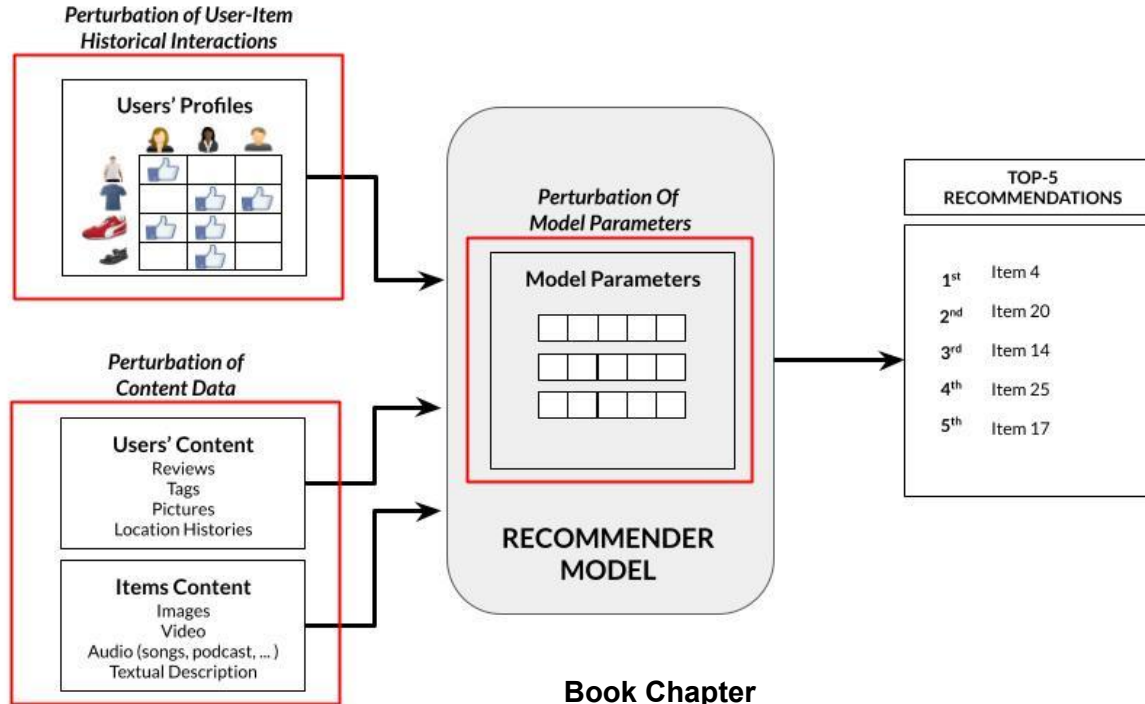 Perturbation of User-Item
Historical Interactions
Users' Profiles
Perturbation of
Content Data
Users' Content
Reviews
Tags
Pictures
Location Histories
Items Content
Images
Video
Audio (songs, podcast, ... )
Textual Description
Perturbation Of
Model Parameters
Model Parameters
RECOMMENDER
MODEL
TOP-5
RECOMMENDATIONS
1st Item 4
2nd Item 20
3rd Item 14
4th Item 25
5th Item 17
Book Chapter